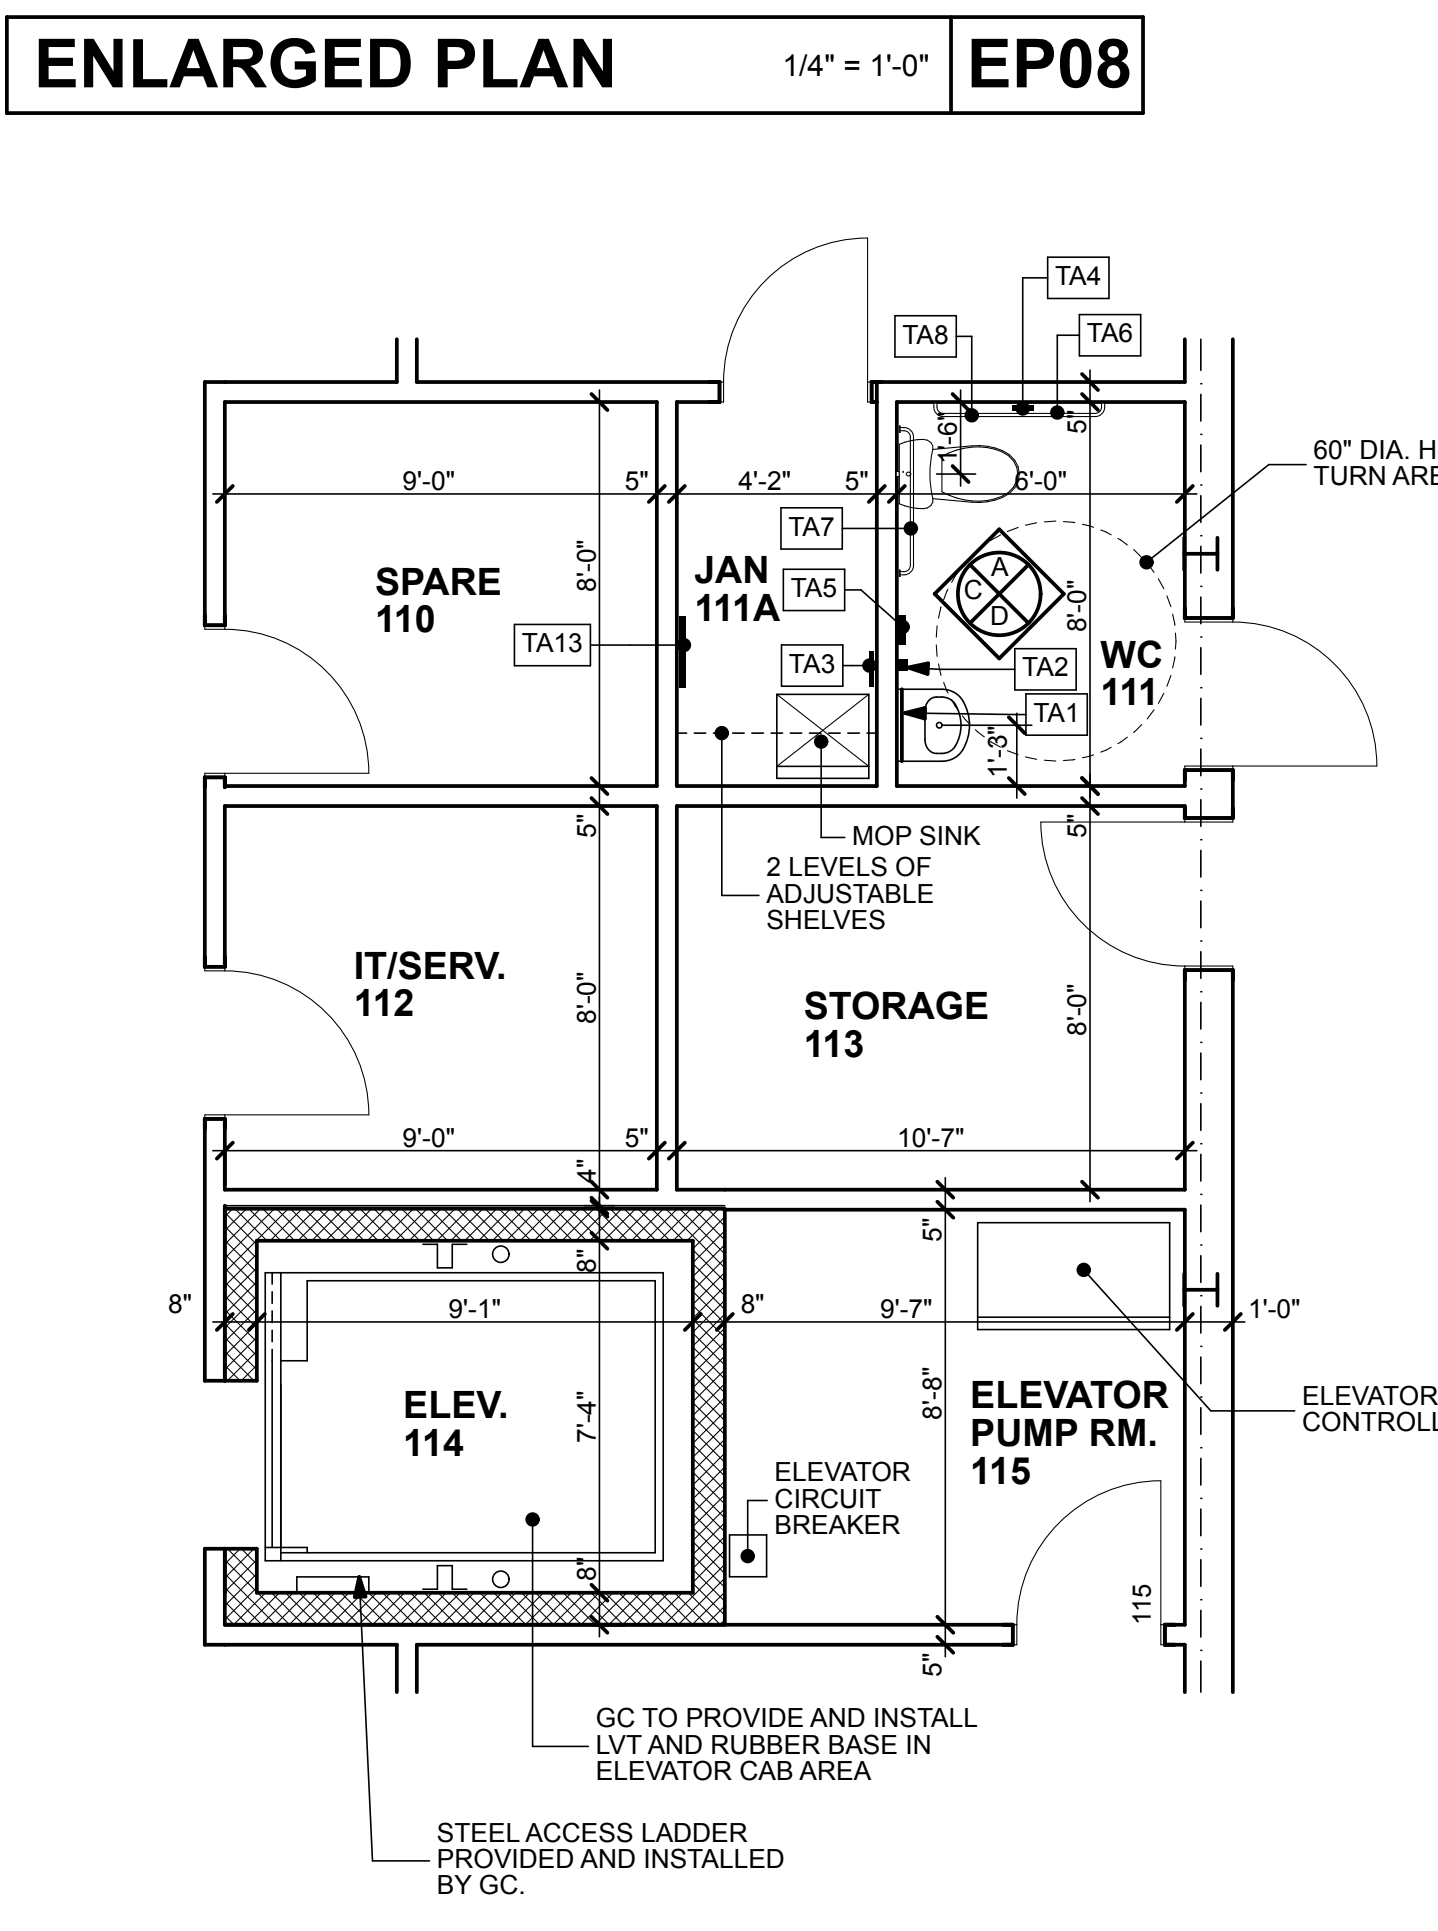 ENLARGED PLAN 1/4" = 1'-0" EP08
TA4
TA8
TA6
1'-6"
5"
60" DIA. H
TURN ARE
9'-0" 5" 4'-2" 5" 6'-0"
TA7
8'-0"
SPARE
110
JAN
111A
TA5
A
C
D
8'-0"
TA13
TA3
TA2
WC
111
TA1
1'-3"
5"
5"
MOP SINK
2 LEVELS OF
ADJUSTABLE
SHELVES
IT/SERV.
112
8'-0"
STORAGE
113
8'-0"
9'-0" 5" 10'-7"
4"
5"
8"
8" 9'-1" 8" 9'-7" 1'-0"
ELEV.
114
7'-4"
8'-8"
ELEVATOR
PUMP RM.
115
ELEVATOR
CONTROLL
ELEVATOR
CIRCUIT
BREAKER
8"
115
5"
GC TO PROVIDE AND INSTALL
LVT AND RUBBER BASE IN
ELEVATOR CAB AREA
STEEL ACCESS LADDER
PROVIDED AND INSTALLED
BY GC.